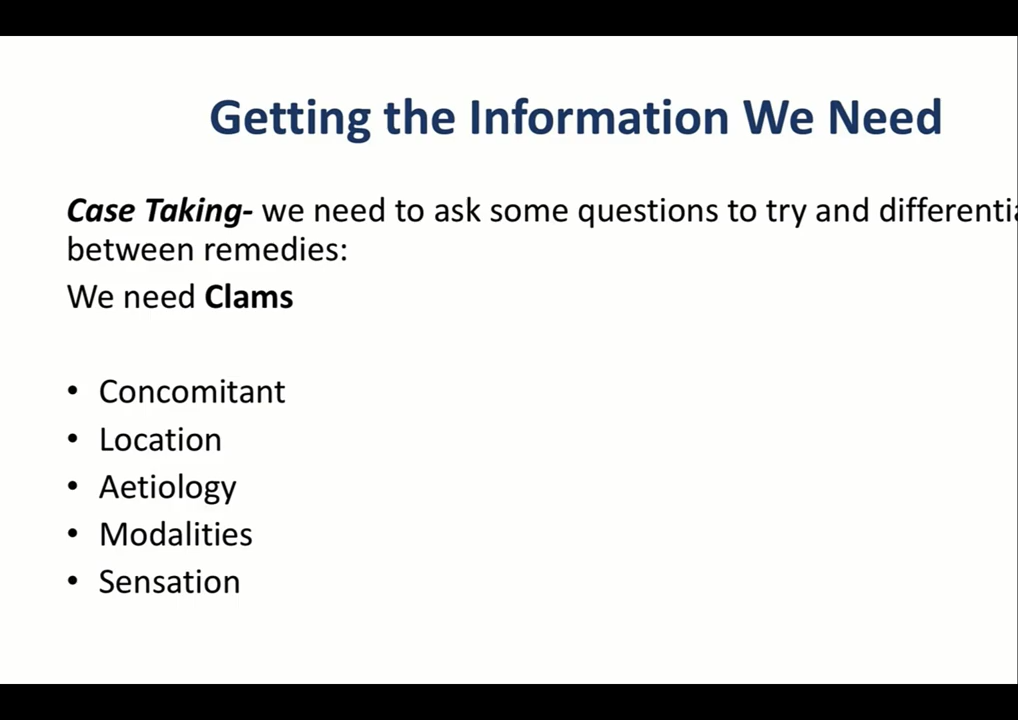 Getting the Information We Need
Case Taking- we need to ask some questions to try and
between remedies:
We need Clams
• Concomitant
• Location
• Aetiology
• Modalities
• Sensation